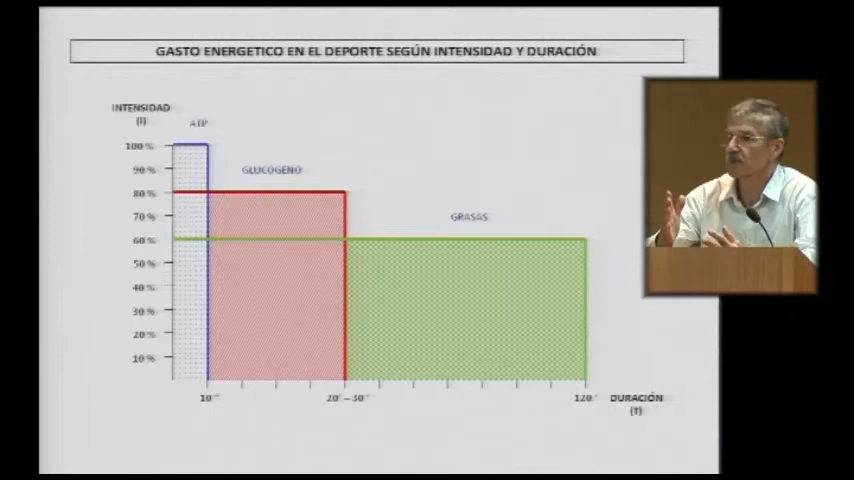 GASTO ENERGETICO EN EL DEPORTE SEGÚN INTENSIDAD Y DURACIÓN
INTENSIDAD
(I)
ATP
100 %
90 %
GLUCOGENO
80 %
70 %
GRASAS
60 %
50 %
40 %
30 %
20 %
10 %
10''
20'-30'
120'
DURACIÓN
(T)